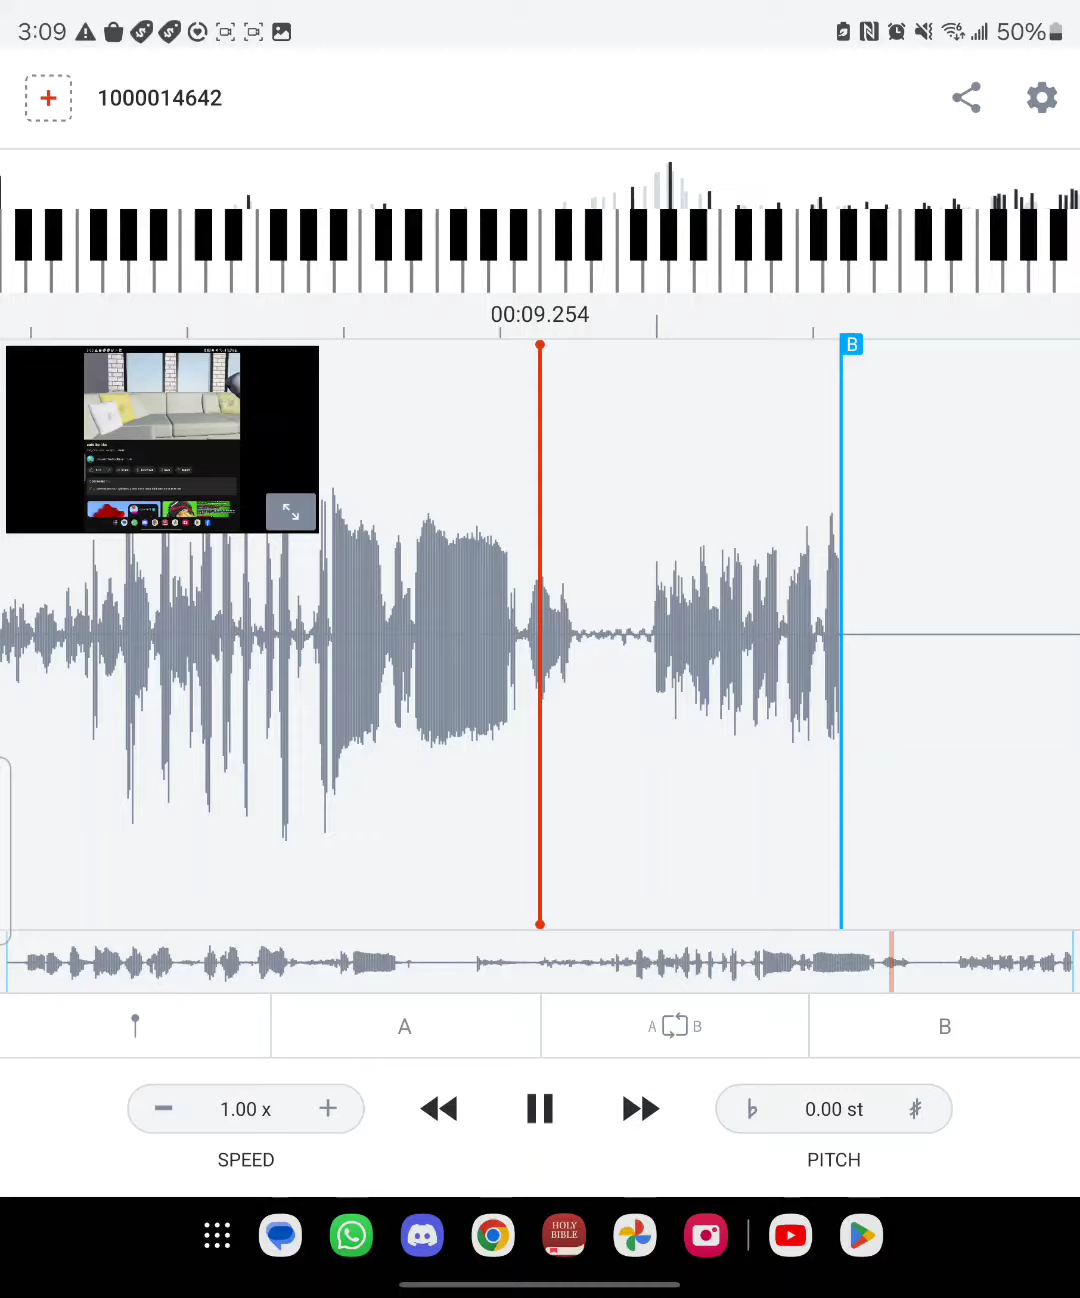 3:09
50%
1000014642
00:09.254
B
A
A B
B
1.00 x
0.00 st
SPEED
PITCH
HOLY
BIBLE